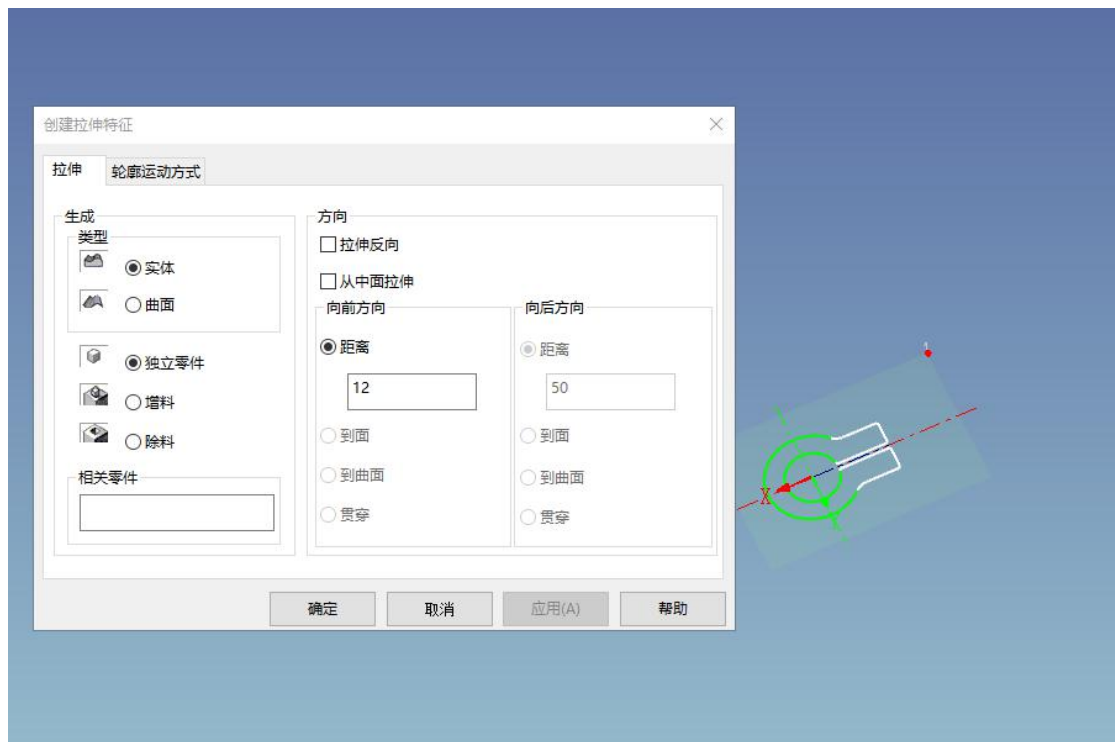 创建拉伸特征
拉伸
轮廓运动方式
生成
类型
实体
曲面
独立零件
增料
除料
相关零件
方向
拉伸反向
从中面拉伸
向前方向
距离
12
到面
到曲面
贯穿
向后方向
距离
50
到面
到曲面
贯穿
确定
取消
应用(A)
帮助
X